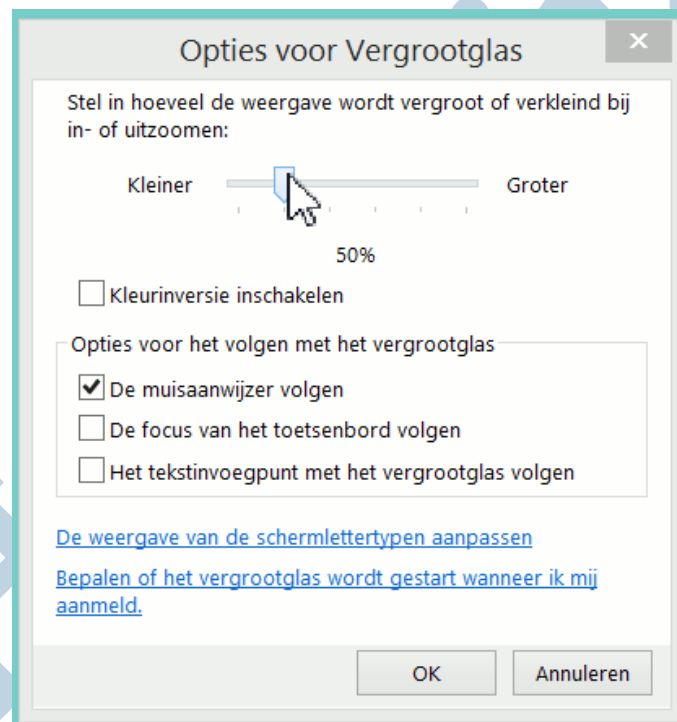 Opties voor Vergrootglas
Stel in hoeveel de weergave wordt vergroot of verkleind bij
in- of uitzoomen:
Kleiner
Groter
50%
Kleurinversie inschakelen
Opties voor het volgen met het vergrootglas
De muisaanwijzer volgen
De focus van het toetsenbord volgen
Het tekstinvoegpunt met het vergrootglas volgen
De weergave van de schermlettertypen aanpassen
Bepalen of het vergrootglas wordt gestart wanneer ik mij
aanmeld.
OK
Annuleren